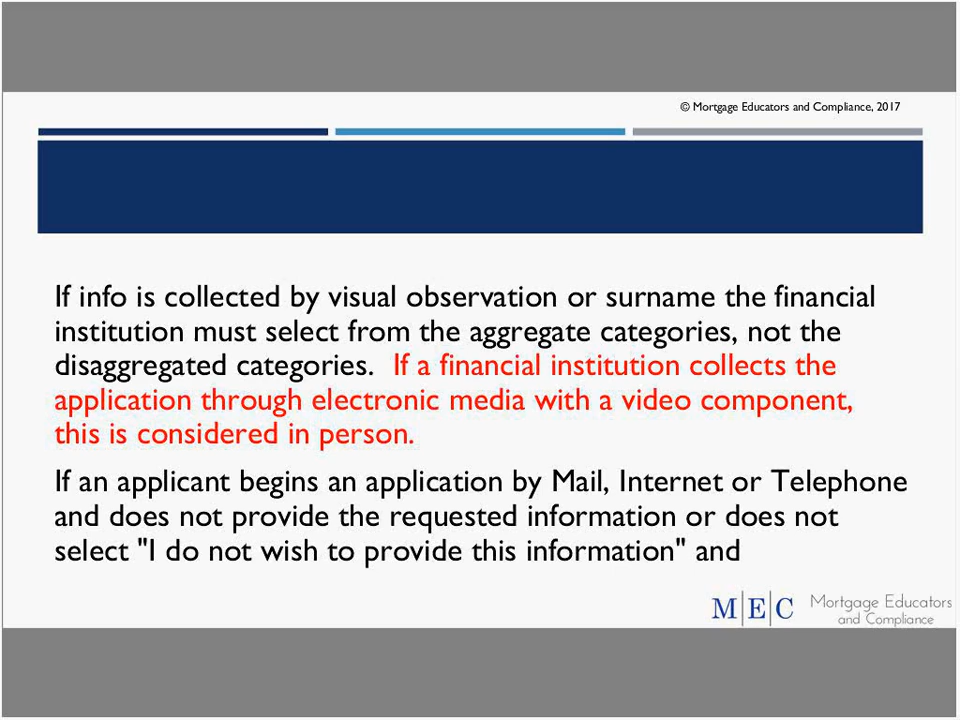 © Mortgage Educators and Compliance, 2017
If info is collected by visual observation or surname the financial
institution must select from the aggregate categories, not the
disaggregated categories.  If a financial institution collects the
application through electronic media with a video component,
this is considered in person.
If an applicant begins an application by Mail, Internet or Telephone
and does not provide the requested information or does not
select "I do not wish to provide this information" and
M|E|C Mortgage Educators
and Compliance